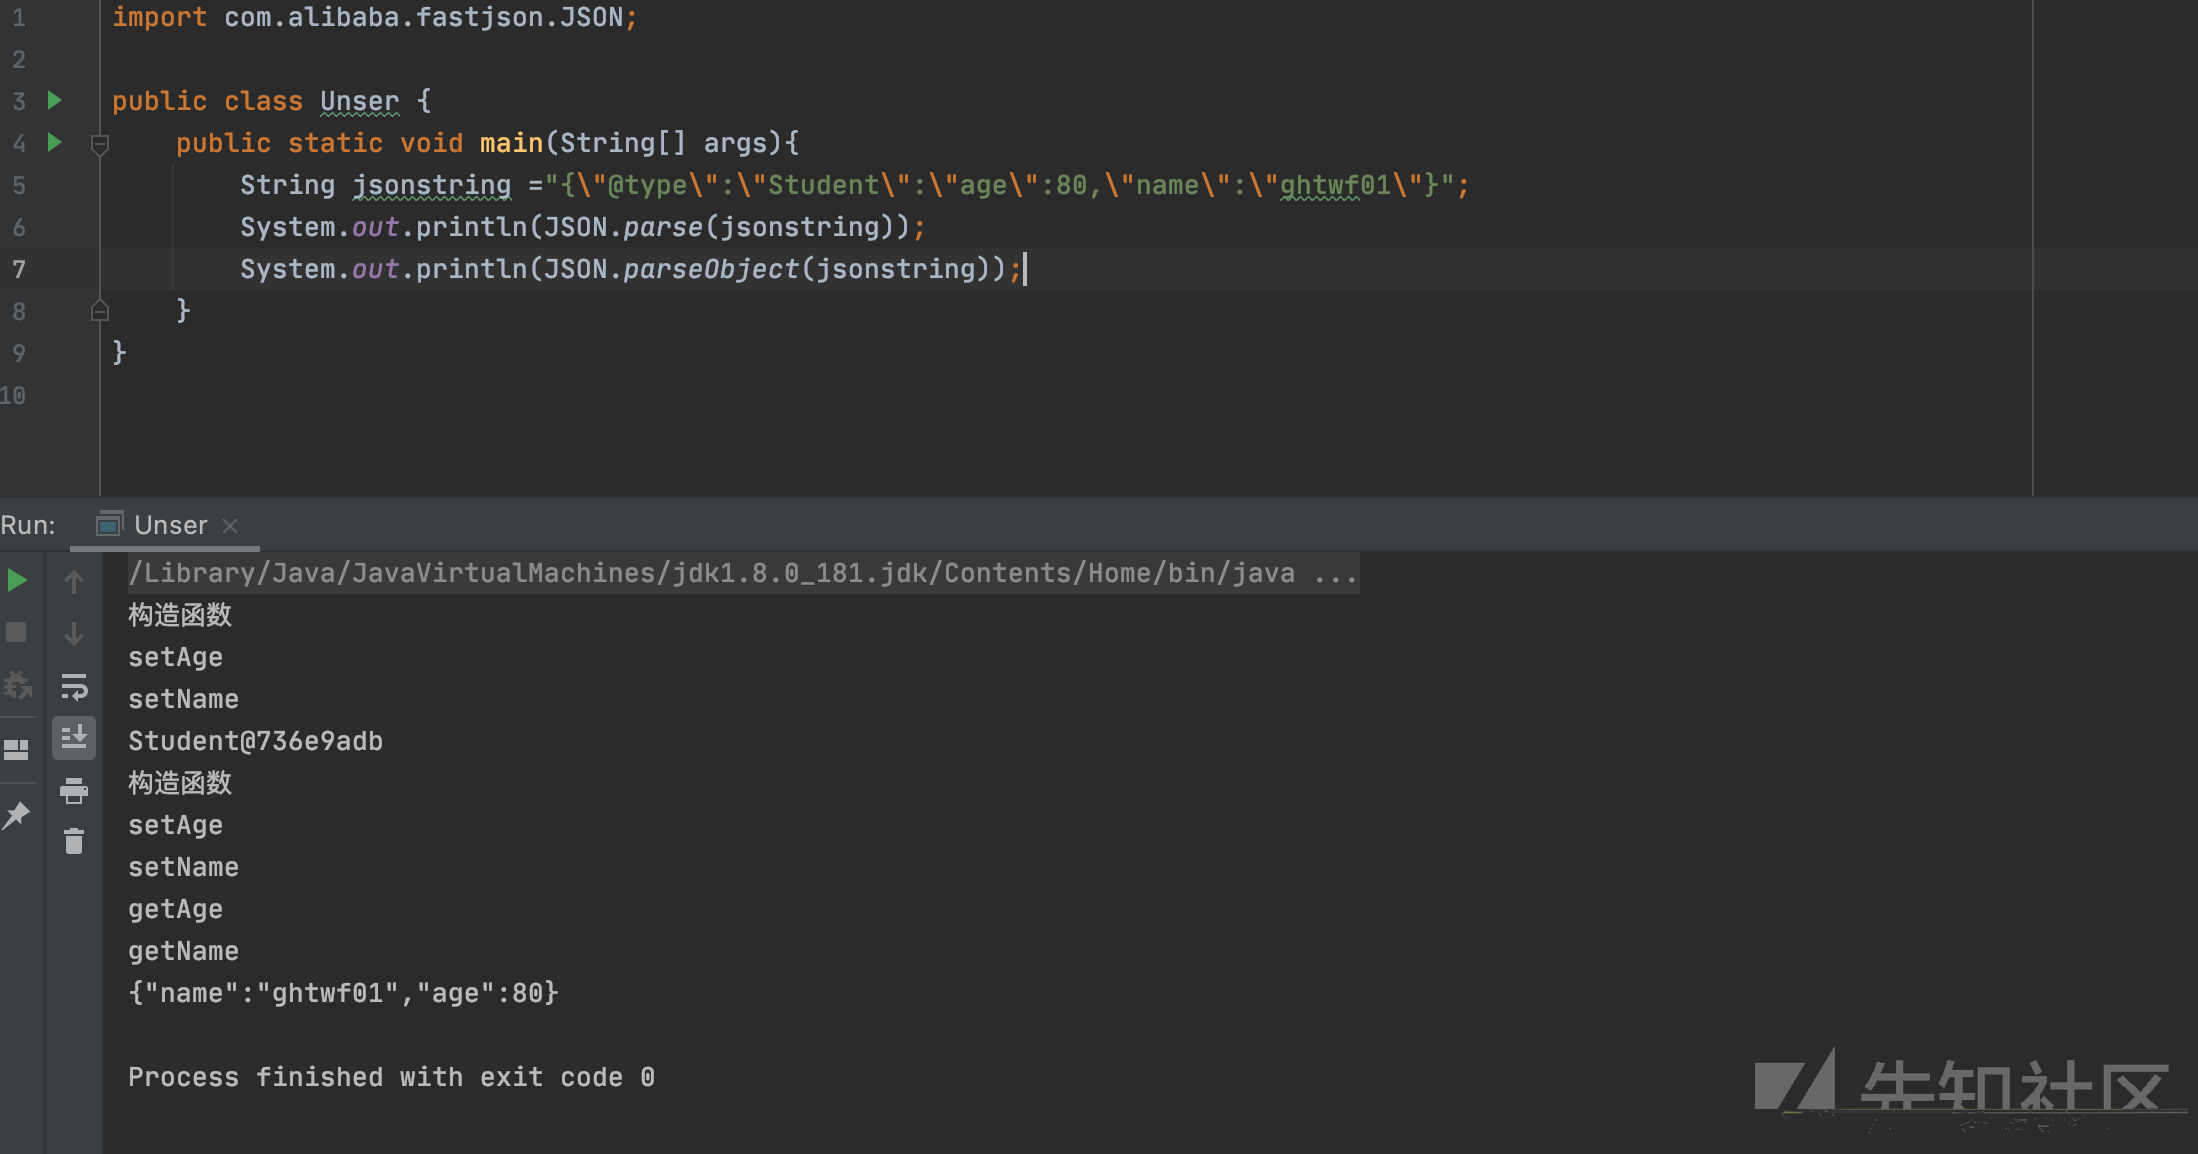 1 import com.alibaba.fastjson.JSON;
2
3 public class Unser {
4 public static void main(String[] args){
5 String jsonstring ="{\"@type\":\"Student\":\"age\":80,\"name\":\"ghtwf01\"}";
6 System.out.println(JSON.parse(jsonstring));
7 System.out.println(JSON.parseObject(jsonstring));
8 }
9 }
10
Run: Unser
/Library/Java/JavaVirtualMachines/jdk1.8.0_181.jdk/Contents/Home/bin/java ...
构造函数
setAge
setName
Student@736e9adb
构造函数
setAge
setName
getAge
getName
{"name":"ghtwf01","age":80}
Process finished with exit code 0
先知社区